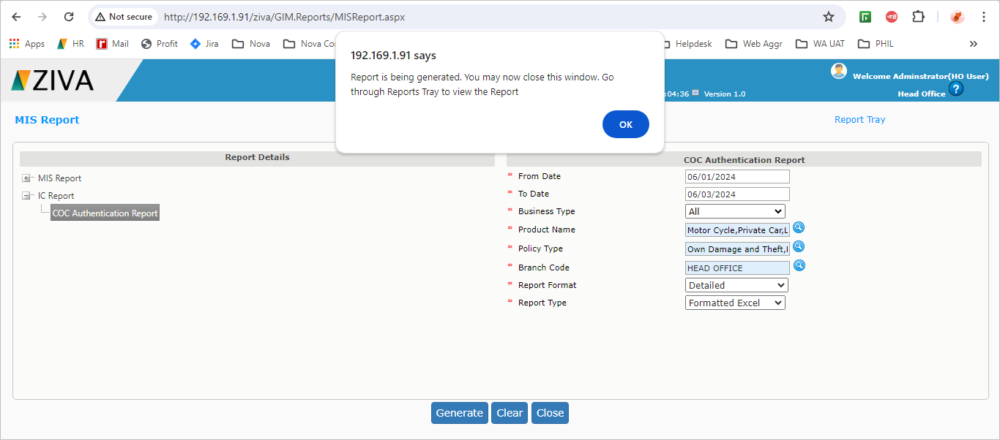 Not secure http://192.169.1.91/ziva/GIM.Reports/MISReport.aspx
Apps HR Mail Profit Jira Nova Nova Helpdesk Web Aggr WA UAT PHIL
192.169.1.91 says
Report is being generated. You may now close this window. Go
through Reports Tray to view the Report
OK
ZIVA
Welcome Adminstrator(HO User)
:04:36 Version 1.0 Head Office ?
MIS Report Report Tray
Report Details COC Authentication Report
MIS Report
IC Report
COC Authentication Report
* From Date 06/01/2024
* To Date 06/03/2024
* Business Type All
* Product Name Motor Cycle,Private Car,L
* Policy Type Own Damage and Theft,
* Branch Code HEAD OFFICE
* Report Format Detailed
* Report Type Formatted Excel
Generate Clear Close